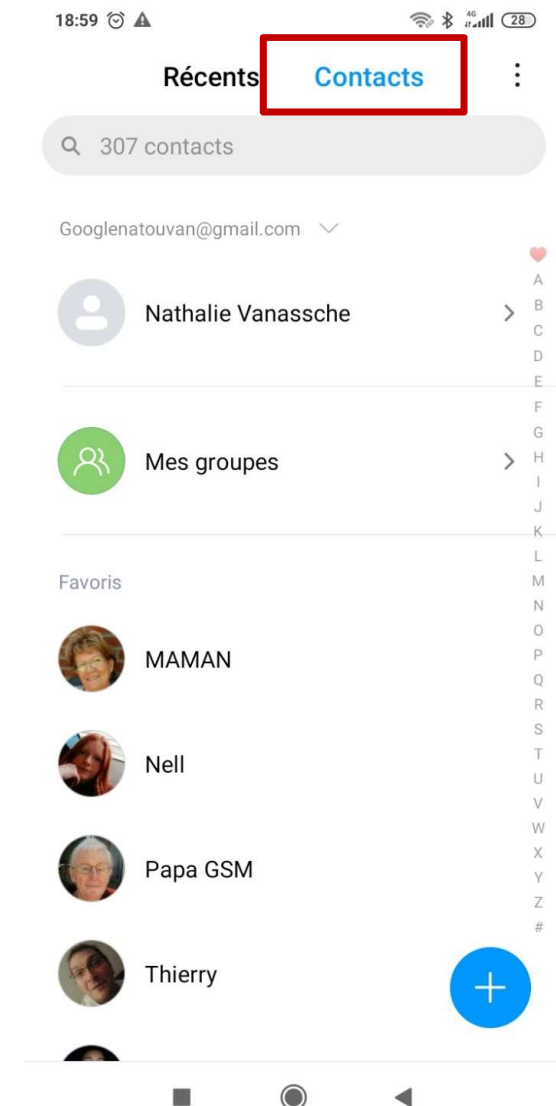 18:59 4G 28
Récents Contacts
307 contacts
Googlenatouvan@gmail.com
Nathalie Vanassche
Mes groupes
Favoris
MAMAN
Nell
Papa GSM
Thierry
A
B
C
D
E
F
G
H
I
J
K
L
M
N
O
P
Q
R
S
T
U
V
W
X
Y
Z
#